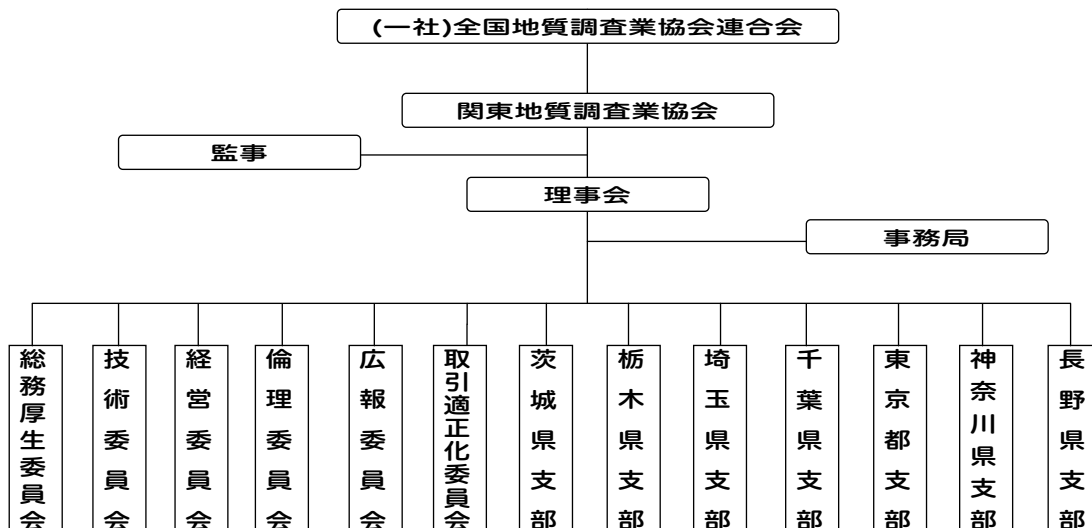 (一社)全国地質調査業協会連合会
関東地質調査業協会
監事
理事会
事務局
総務厚生委員会
技術委員会
経営委員会
倫理委員会
広報委員会
取引適正化委員会
茨城県支部
栃木県支部
埼玉県支部
千葉県支部
東京都支部
神奈川県支部
長野県支部